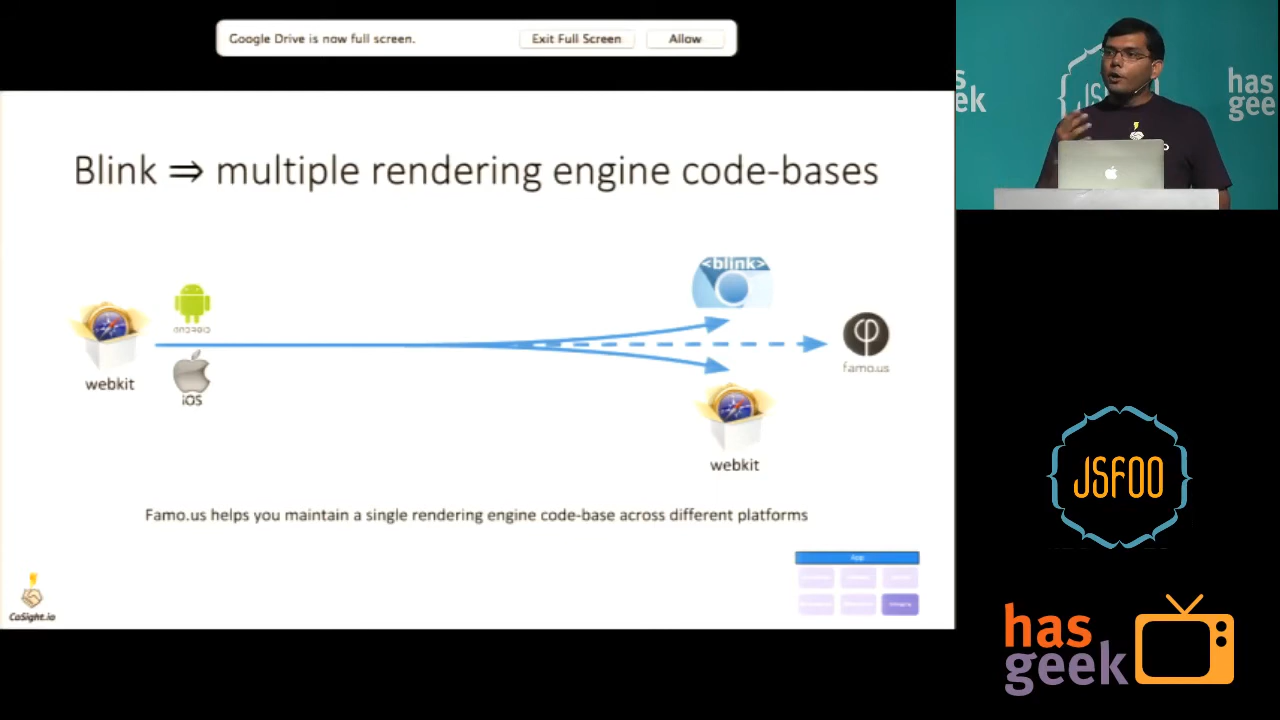 Google Drive is now full screen.
Exit Full Screen
Allow
Blink ⇒ multiple rendering engine code-bases
<blink>
ANDROID
webkit
iOS
famo.us
webkit
Famo.us helps you maintain a single rendering engine code-base across different platforms
App
CoSight.io
has
geek
JSFOO
has
geek